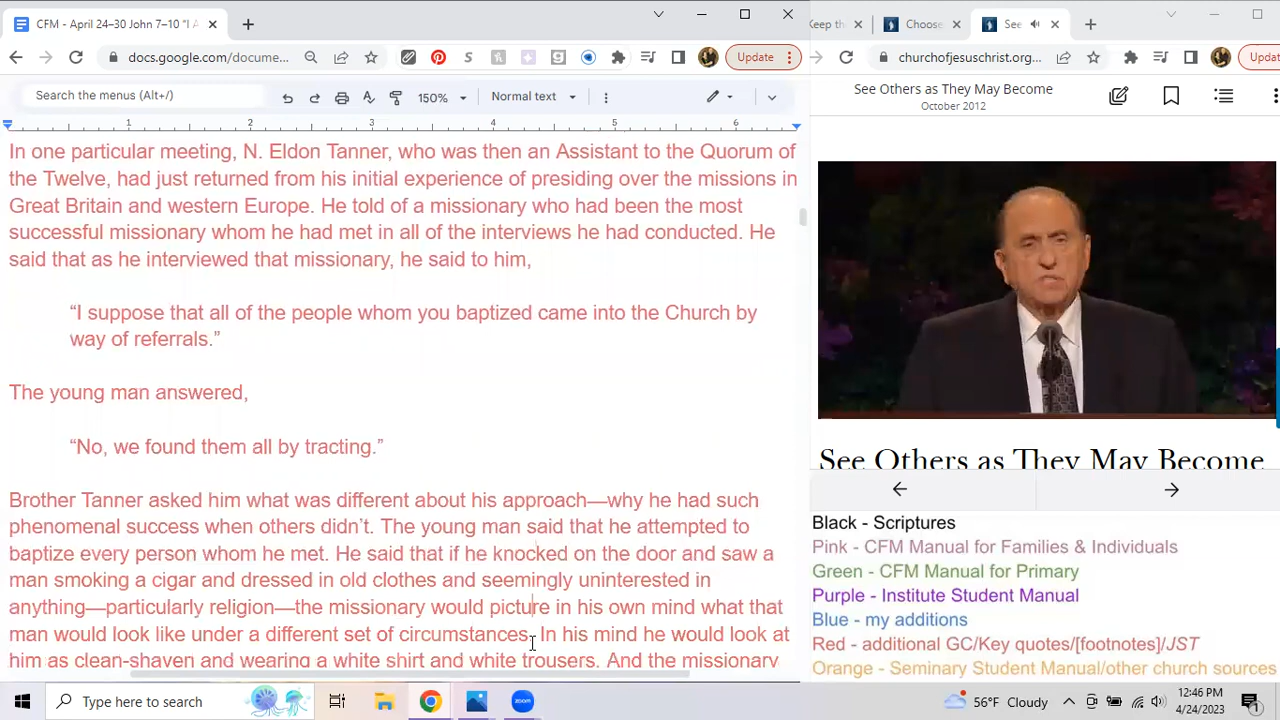 CFM - April 24–30 John 7–10 "I A
docs.google.com/docume...
Update
Search the menus (Alt+/)
150%
Normal text
1 2 3 4 5 6
In one particular meeting, N. Eldon Tanner, who was then an Assistant to the Quorum of
the Twelve, had just returned from his initial experience of presiding over the missions in
Great Britain and western Europe. He told of a missionary who had been the most
successful missionary whom he had met in all of the interviews he had conducted. He
said that as he interviewed that missionary, he said to him,
“I suppose that all of the people whom you baptized came into the Church by
way of referrals.”
The young man answered,
“No, we found them all by tracting.”
Brother Tanner asked him what was different about his approach—why he had such
phenomenal success when others didn’t. The young man said that he attempted to
baptize every person whom he met. He said that if he knocked on the door and saw a
man smoking a cigar and dressed in old clothes and seemingly uninterested in
anything—particularly religion—the missionary would picture in his own mind what that
man would look like under a different set of circumstances. In his mind he would look at
him as clean-shaven and wearing a white shirt and white trousers. And the missionary
Keep th
Choose
See
churchofjesuschrist.org...
Updat
See Others as They May Become
October 2012
See Others as They May Become
Black - Scriptures
Pink - CFM Manual for Families & Individuals
Green - CFM Manual for Primary
Purple - Institute Student Manual
Blue - my additions
Red - additional GC/Key quotes/[footnotes]/JST
Orange - Seminary Student Manual/other church sources
Type here to search
56°F Cloudy
12:46 PM
4/24/2023